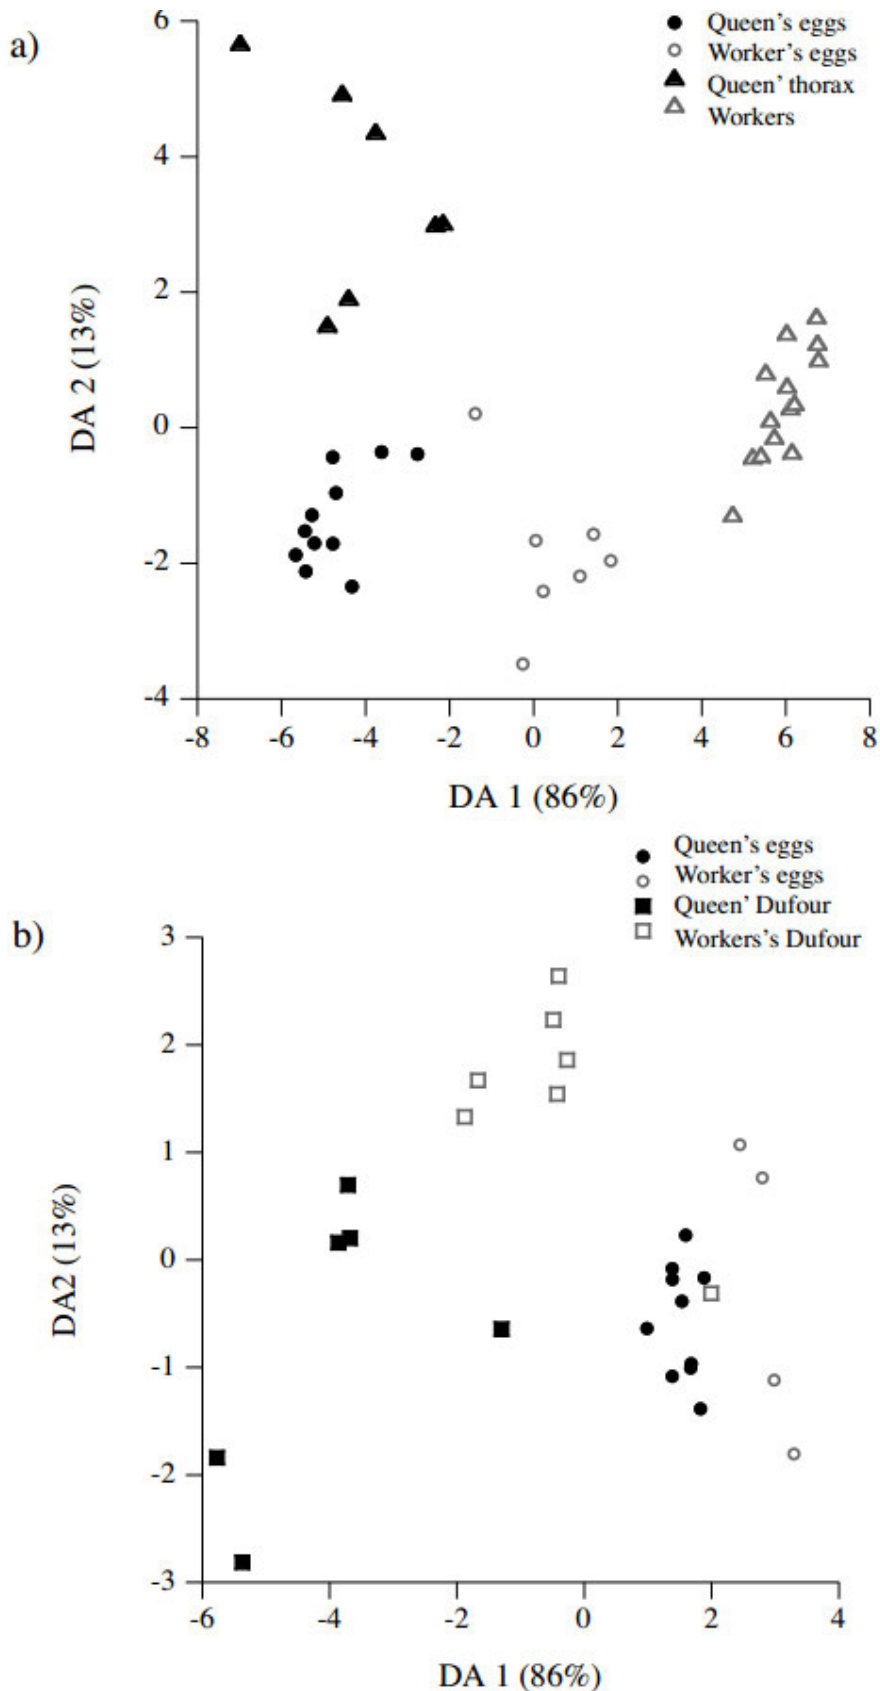 a)
Queen's eggs
Worker's eggs
Queen' thorax
Workers
6
4
2
0
-2
-4
DA 2 (13%)
-8 -6 -4 -2 0 2 4 6 8
DA 1 (86%)
b)
Queen's eggs
Worker's eggs
Queen' Dufour
Workers's Dufour
3
2
1
0
-1
-2
-3
DA2 (13%)
-6 -4 -2 0 2 4
DA 1 (86%)